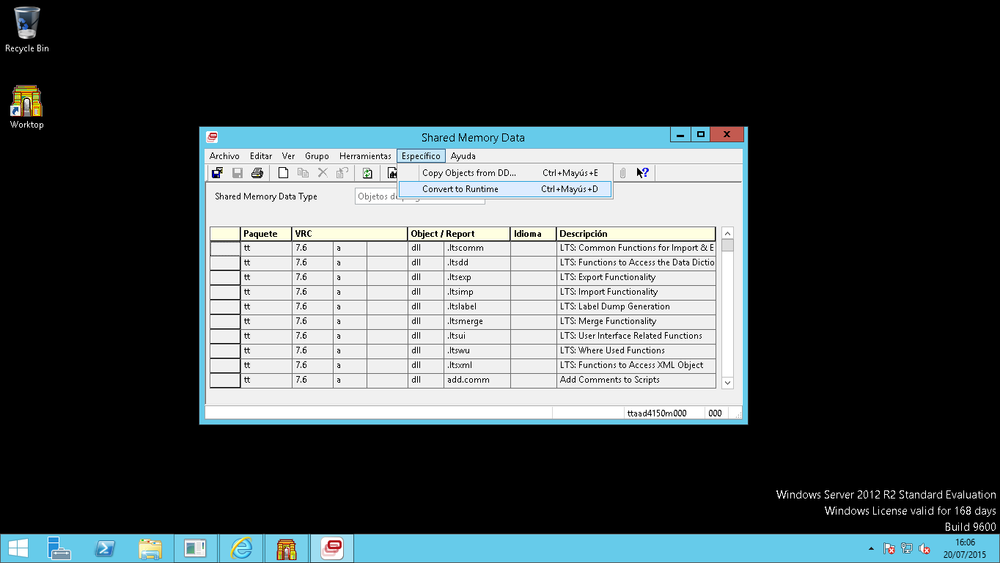 Recycle Bin
Worktop
Shared Memory Data
Archivo Editar Ver Grupo Herramientas Específico Ayuda
Copy Objects from DD... Ctrl+Mayús+E
Convert to Runtime Ctrl+Mayús+D
Shared Memory Data Type
Objetos de
Paquete VRC Object / Report Idioma Descripción
tt 7.6 a dll .ltscomm LTS: Common Functions for Import & E
tt 7.6 a dll .ltsdd LTS: Functions to Access the Data Dictio
tt 7.6 a dll .ltsexp LTS: Export Functionality
tt 7.6 a dll .ltsimp LTS: Import Functionality
tt 7.6 a dll .ltslabel LTS: Label Dump Generation
tt 7.6 a dll .ltsmerge LTS: Merge Functionality
tt 7.6 a dll .ltsui LTS: User Interface Related Functions
tt 7.6 a dll .ltswu LTS: Where Used Functions
tt 7.6 a dll .ltsxml LTS: Functions to Access XML Object
tt 7.6 a dll add.comm Add Comments to Scripts
ttaad4150m000 000
Windows Server 2012 R2 Standard Evaluation
Windows License valid for 168 days
Build 9600
16:06
20/07/2015